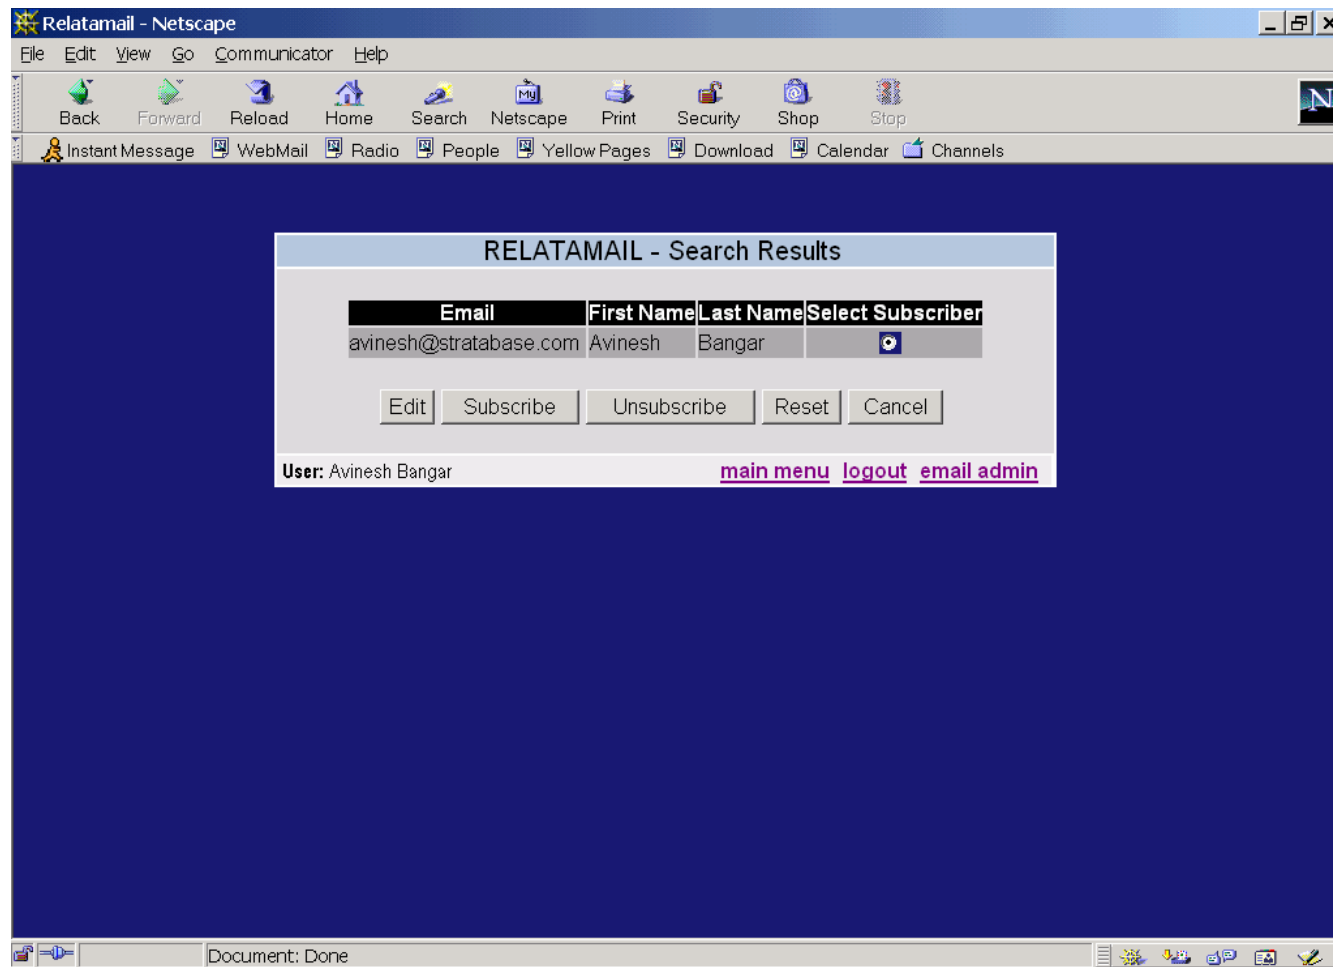 Relatamail - Netscape
File Edit View Go Communicator Help
Back Forward Reload Home Search Netscape Print Security Shop Stop
Instant Message WebMail Radio People Yellow Pages Download Calendar Channels
RELATAMAIL - Search Results
Email First Name Last Name Select Subscriber
avinesh@stratabase.com Avinesh Bangar
Edit Subscribe Unsubscribe Reset Cancel
User: Avinesh Bangar main menu logout email admin
Document: Done